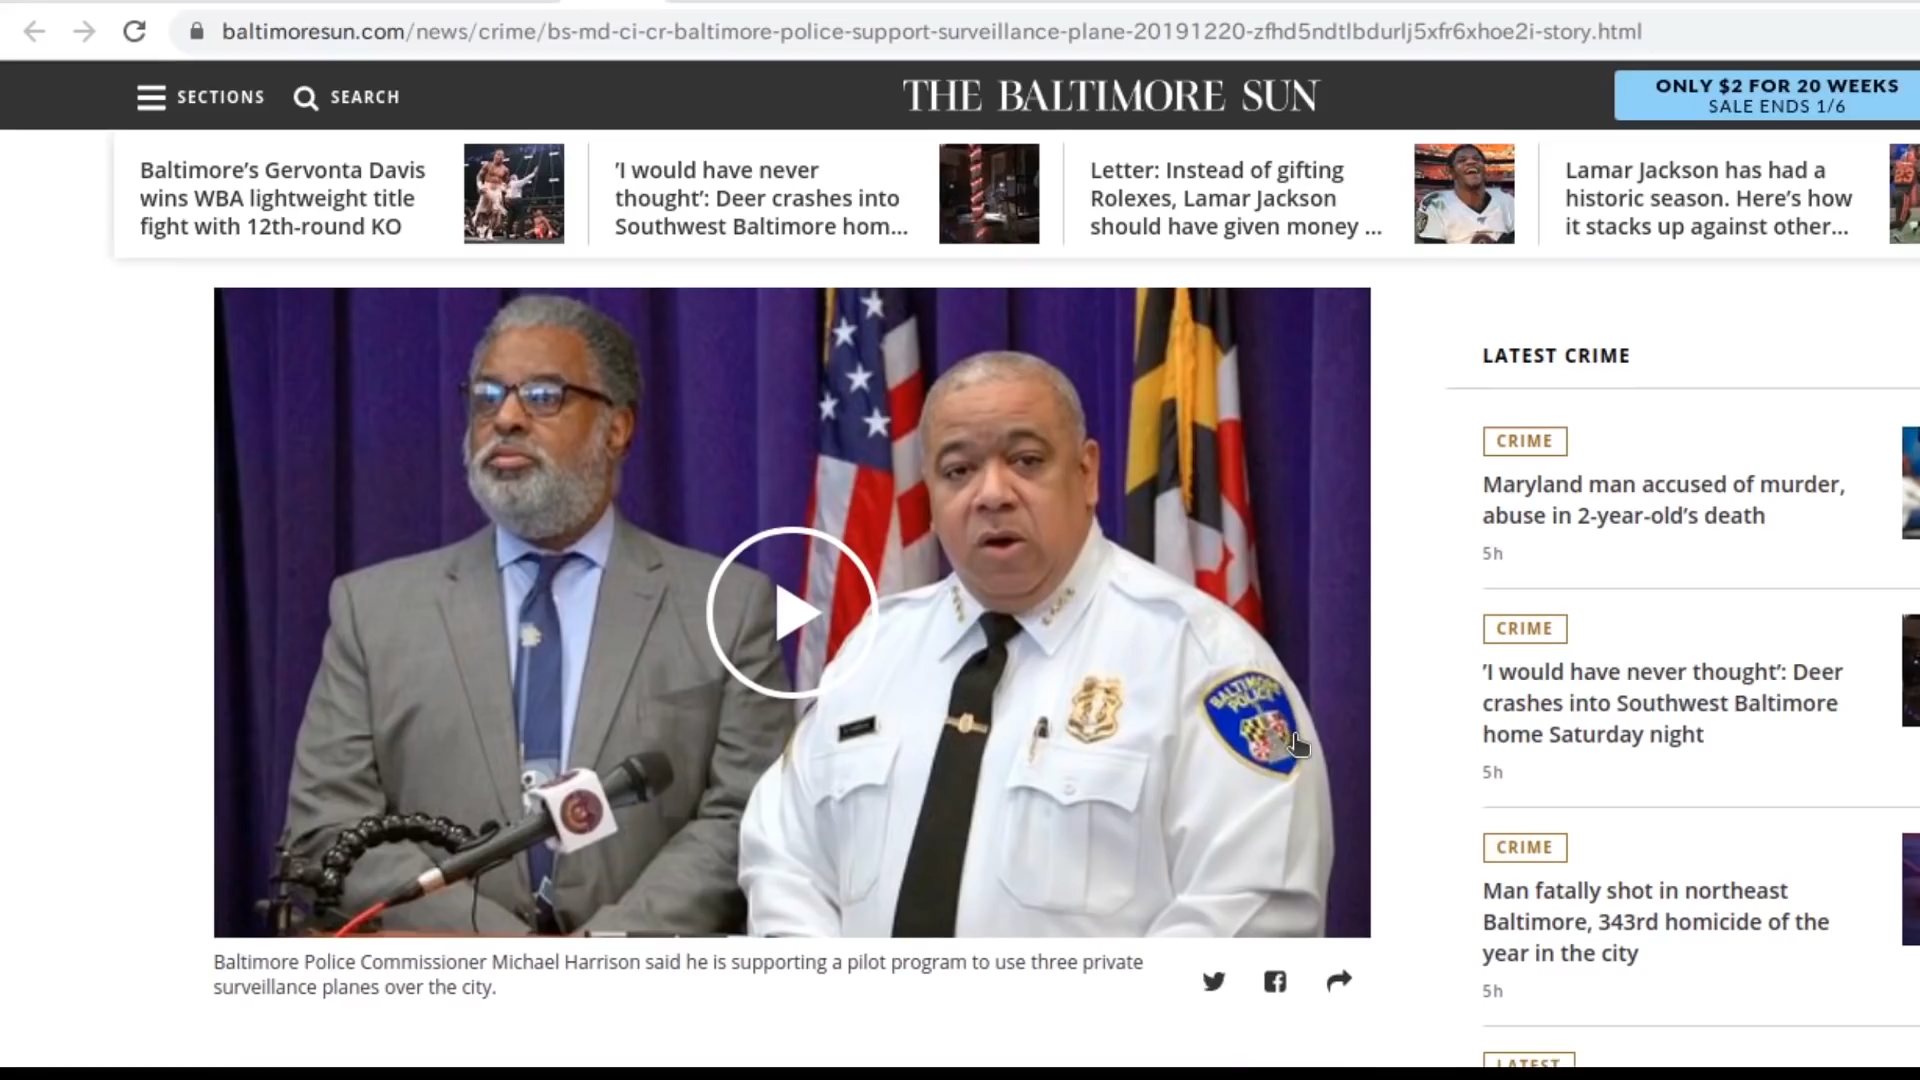 baltimoresun.com/news/crime/bs-md-ci-cr-baltimore-police-support-surveillance-plane-20191220-zfhd5ndtlbdurlj5xfr6xhoe2i-story.html
SECTIONS
SEARCH
THE BALTIMORE SUN
ONLY $2 FOR 20 WEEKS
SALE ENDS 1/6
Baltimore’s Gervonta Davis
wins WBA lightweight title
fight with 12th-round KO
’I would have never
thought’: Deer crashes into
Southwest Baltimore hom...
Letter: Instead of gifting
Rolexes, Lamar Jackson
should have given money ...
Lamar Jackson has had a
historic season. Here’s how
it stacks up against other...
BALTIMORE
POLICE
Baltimore Police Commissioner Michael Harrison said he is supporting a pilot program to use three private
surveillance planes over the city.
LATEST CRIME
CRIME
Maryland man accused of murder,
abuse in 2-year-old’s death
5h
CRIME
’I would have never thought’: Deer
crashes into Southwest Baltimore
home Saturday night
5h
CRIME
Man fatally shot in northeast
Baltimore, 343rd homicide of the
year in the city
5h
LATEST